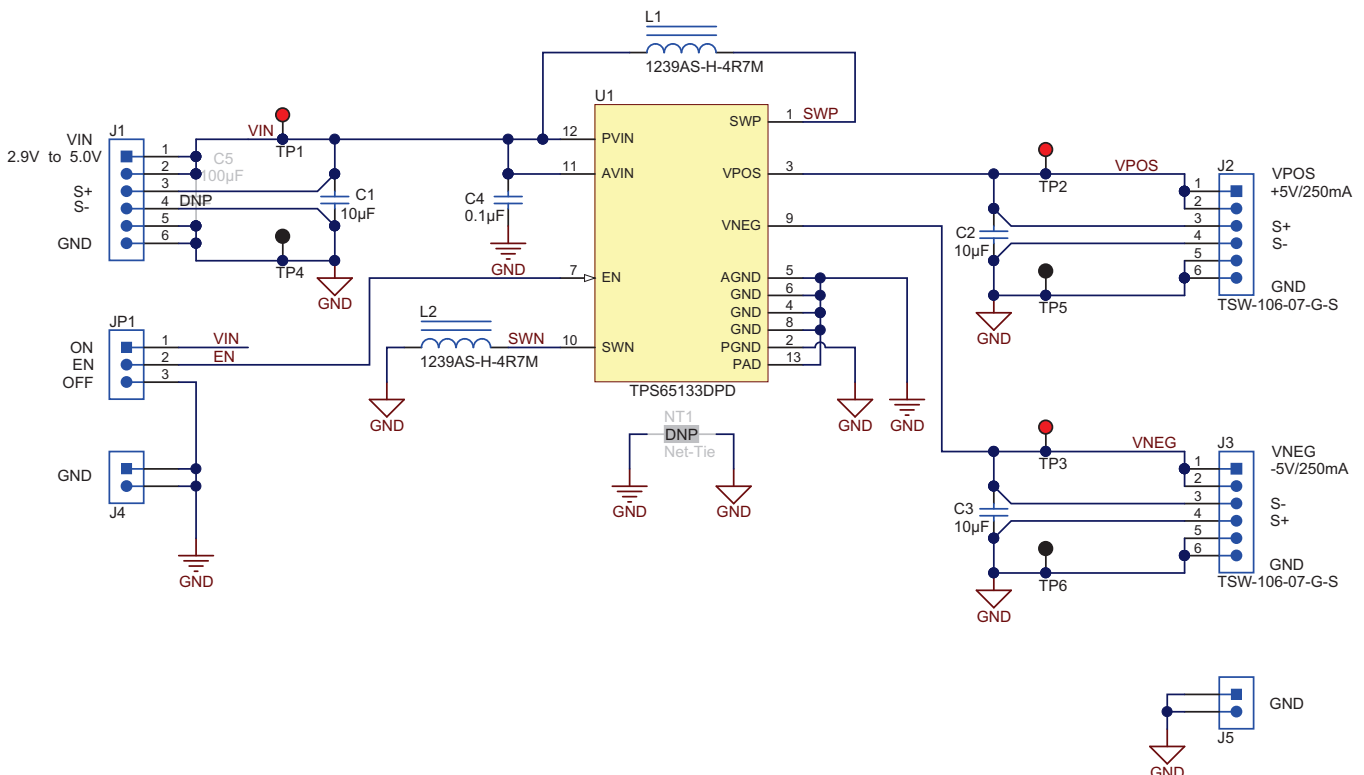 L1
1239AS-H-4R7M
U1
SWP
1
SWP
12
PVIN
11
AVIN
VPOS
3
VNEG
9
7
EN
AGND
5
GND
6
GND
4
GND
8
10
SWN
PGND
2
PAD
13
TPS65133DPD
J1
VIN
2.9V to 5.0V
S+
S-
GND
1
2
3
4
5
6
VIN
TP1
C5
100µF
DNP
C1
10µF
TP4
GND
C4
0.1µF
GND
L2
SWN
1239AS-H-4R7M
GND
JP1
ON
EN
OFF
1
2
3
VIN
EN
GND
J4
GND
NT1
DNP
Net-Tie
GND
GND
GND
GND
TP2
VPOS
J2
VPOS
+5V/250mA
1
2
3
4
5
6
S+
S-
GND
TSW-106-07-G-S
C2
10µF
TP5
GND
TP3
VNEG
J3
VNEG
-5V/250mA
1
2
3
4
5
6
S-
S+
GND
TSW-106-07-G-S
C3
10µF
TP6
GND
GND
J5
GND